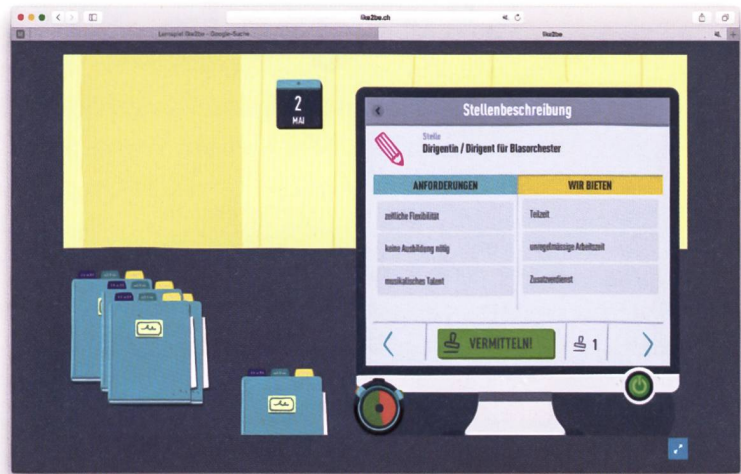 like2be.ch
Lernspiel like2be - Google-Suche
like2be
2
MAI
Stellenbeschreibung
Stelle
Dirigentin / Dirigent für Blasorchester
ANFORDERUNGEN
WIR BIETEN
zeitliche Flexibilität
Teilzeit
keine Ausbildung nötig
unregelmässige Arbeitszeit
musikalisches Talent
Zusatzverdienst
VERMITTELN!
1